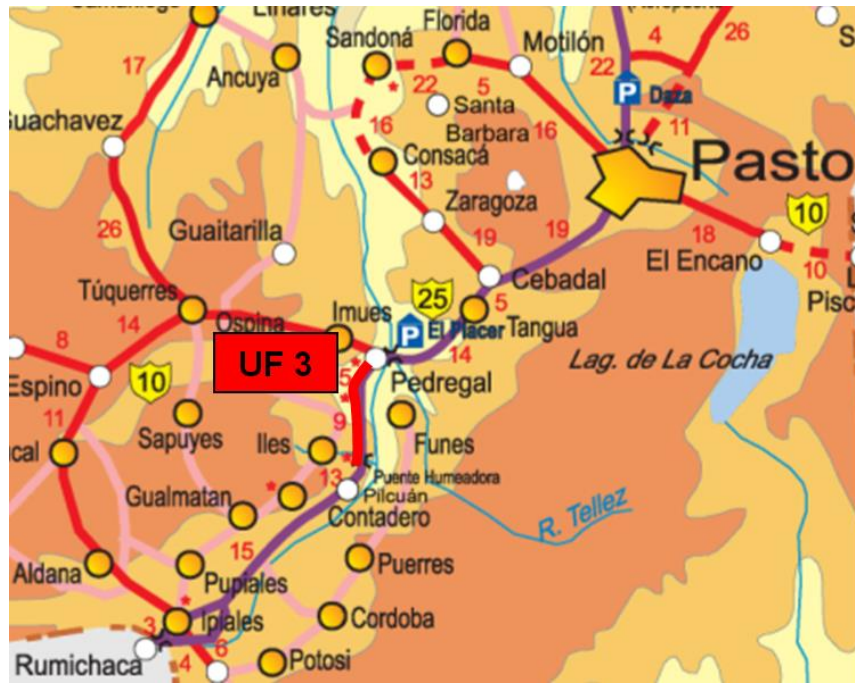 Linares
Florida
Sandoná
Motilón
4
26
17
Ancuya
22
5
22
P Daza
Santa
Barbara
16
16
11
Guachavez
Consacá
Pasto
13
Zaragoza
10
26
Guaitarilla
19
19
18
El Encano
10
Cebadal
Túquerres
25
5
Imues
Ospina
P El Placer
Tangua
14
8
14
UF 3
Lag. de La Cocha
Espino
10
Pedregal
5
9
11
Sapuyes
Iles
Funes
13
Puente Humeadora
Pilcuán
Gualmatan
Contadero
R. Tellez
15
Aldana
Puerres
Pupiales
Ipiales
Cordoba
3
6
4
Rumichaca
Potosi